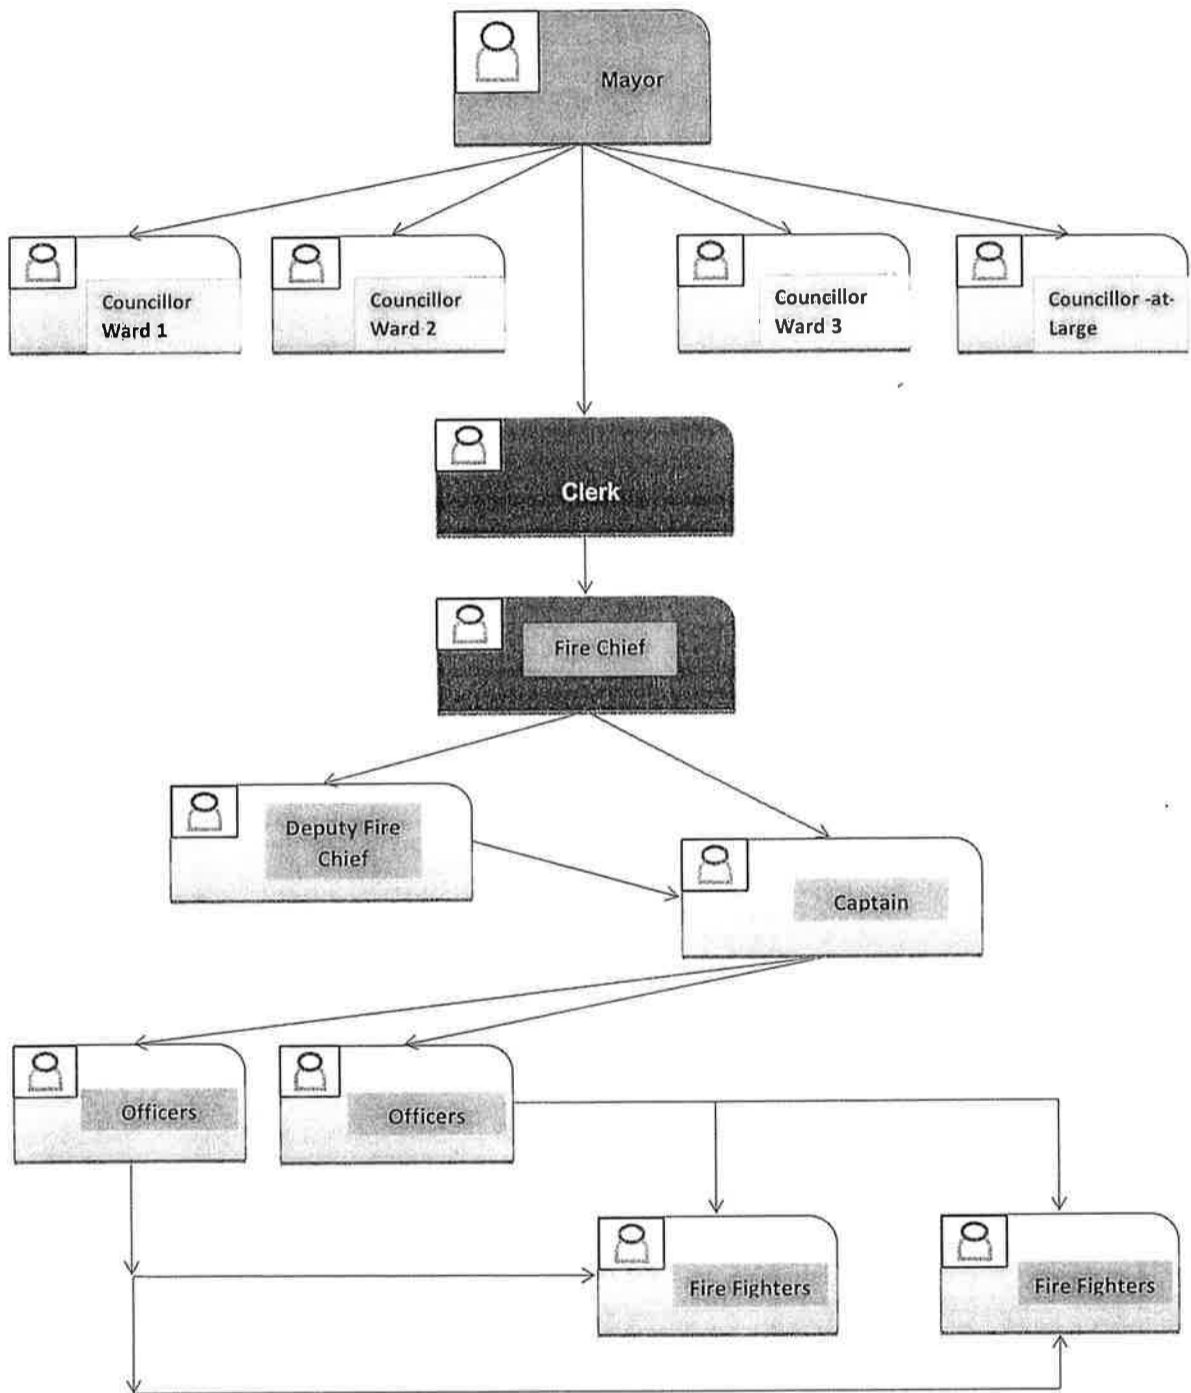 Mayor
Councillor
Ward 1
Councillor
Ward 2
Councillor
Ward 3
Councillor -at-
Large
Clerk
Fire Chief
Deputy Fire
Chief
Captain
Officers
Officers
Fire Fighters
Fire Fighters